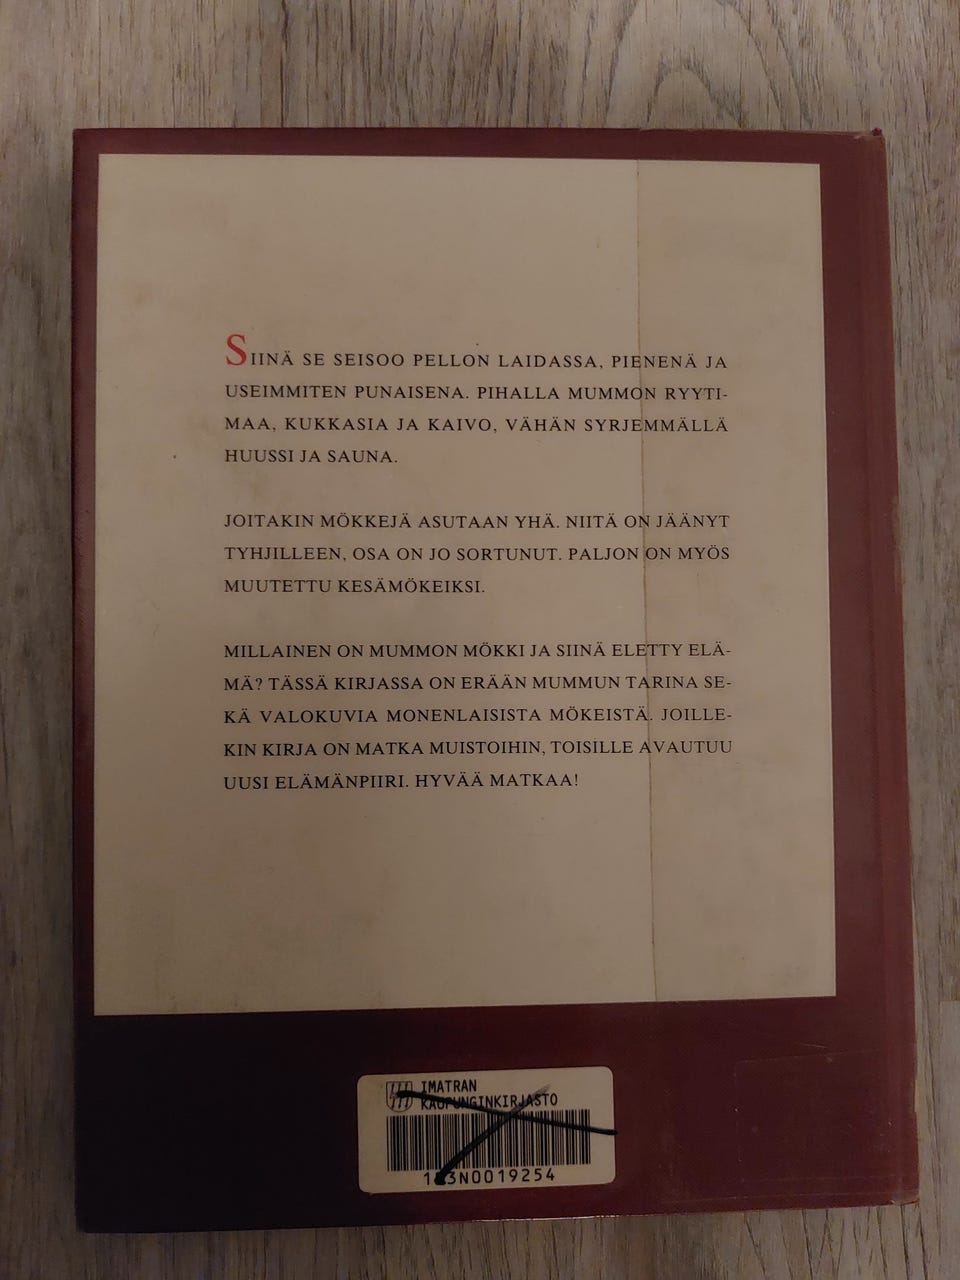 SIINÄ SE SEISOO PELLON LAIDASSA, PIENENÄ JA
USEIMMITEN PUNAISENA. PIHALLA MUMMON RYYTI-
MAA, KUKKASIA JA KAIVO, VÄHÄN SYRJEMMÄLLÄ
HUUSSI JA SAUNA.
JOITAKIN MÖKKEJÄ ASUTAAN YHÄ. NIITÄ ON JÄÄNYT
TYHJILLEEN, OSA ON JO SORTUNUT. PALJON ON MYÖS
MUUTETTU KESÄMÖKEIKSI.
MILLAINEN ON MUMMON MÖKKI JA SIINÄ ELETTY ELÄ-
MÄ? TÄSSÄ KIRJASSA ON ERÄÄN MUMMUN TARINA SE-
KÄ VALOKUVIA MONENLAISISTA MÖKEISTÄ. JOILLE-
KIN KIRJA ON MATKA MUISTOIHIN, TOISILLE AVAUTUU
UUSI ELÄMÄNPIIRI. HYVÄÄ MATKAA!
IMATRAN
KAUPUNGINKIRJASTO